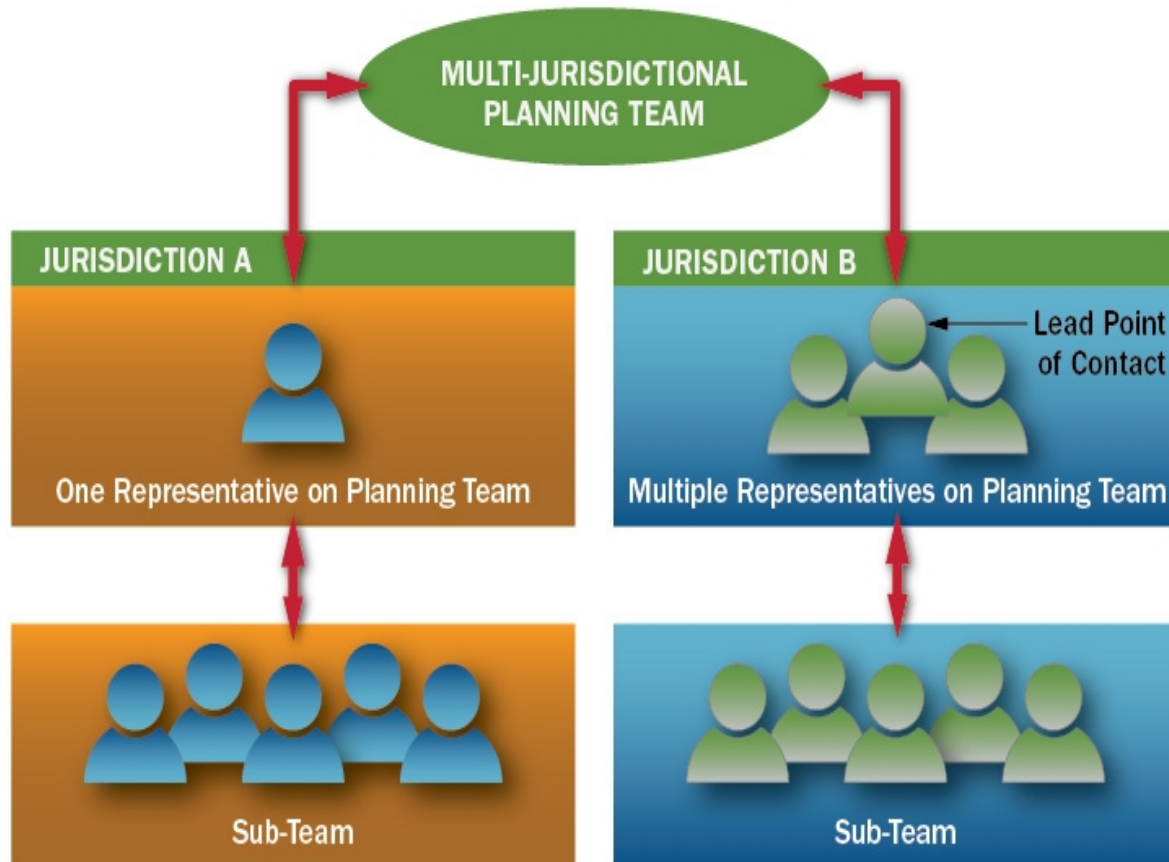 MULTI-JURISDICTIONAL
PLANNING TEAM
JURISDICTION A
One Representative on Planning Team
Sub-Team
JURISDICTION B
Lead Point
of Contact
Multiple Representatives on Planning Team
Sub-Team